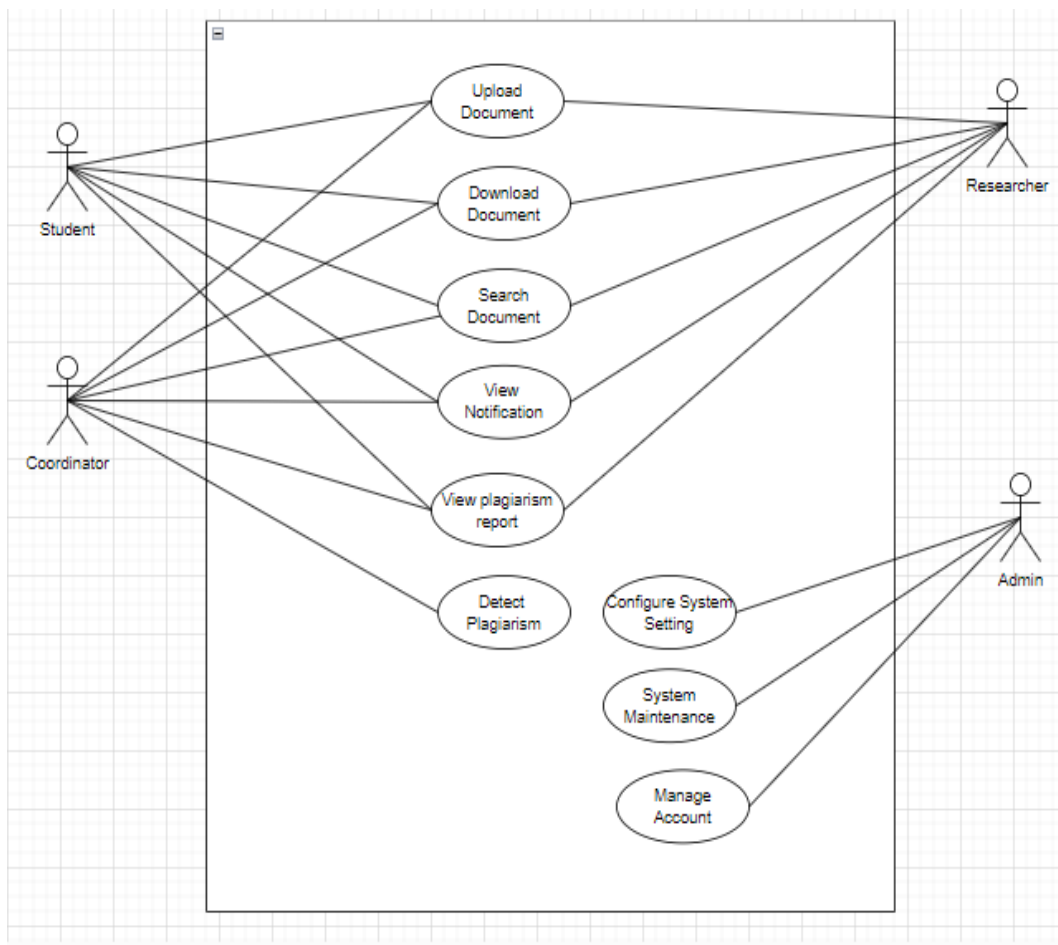 Upload
Document
Student
Download
Document
Researcher
Search
Document
Coordinator
View
Notification
View plagiarism
report
Admin
Detect
Plagiarism
Configure System
Setting
System
Maintenance
Manage
Account